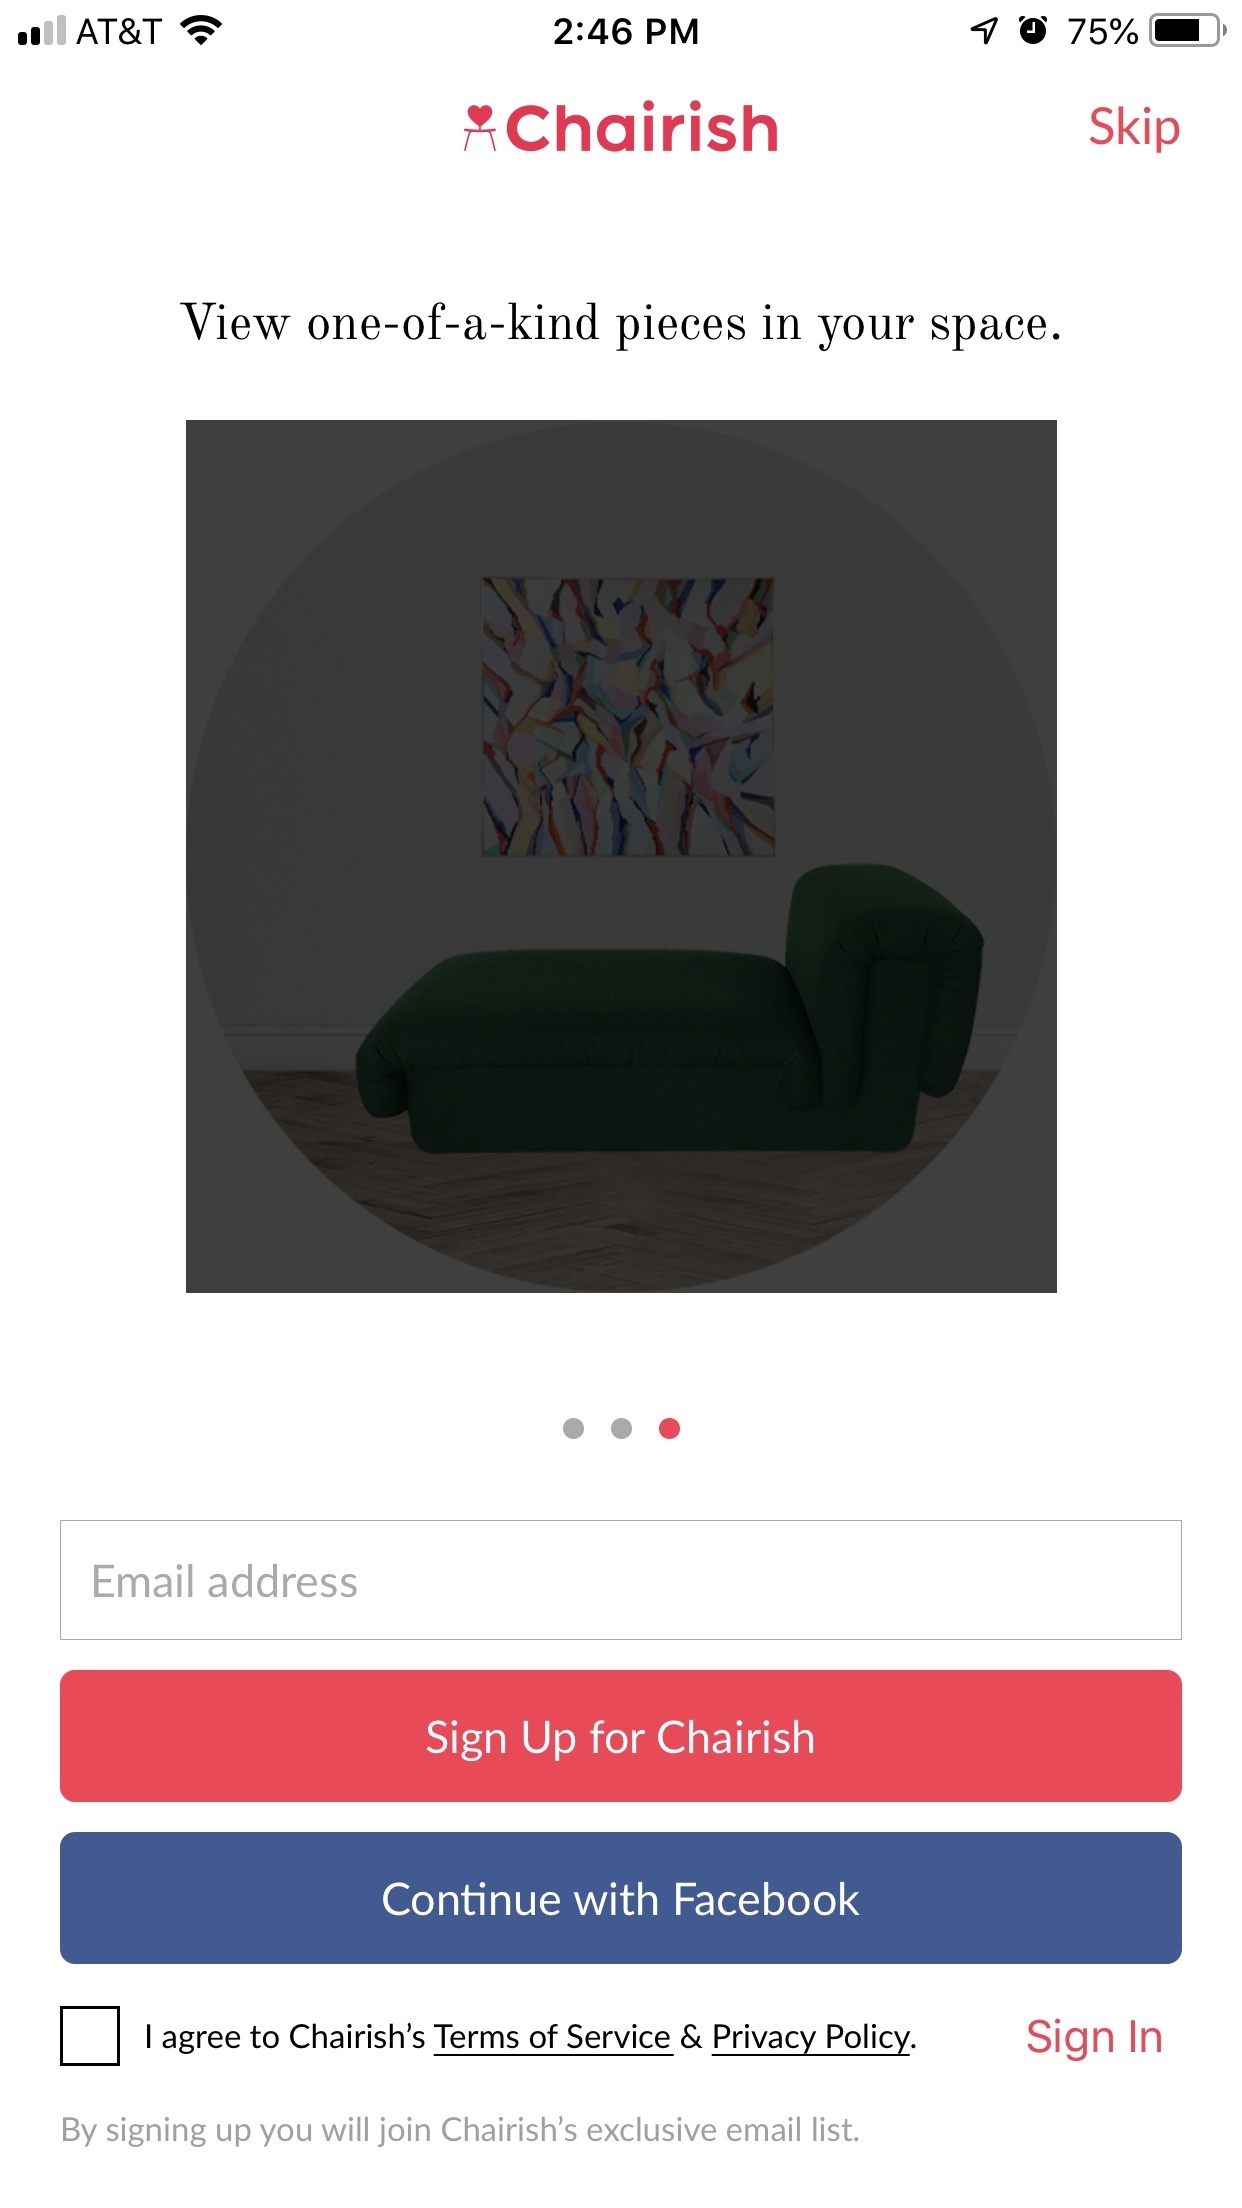 AT&T 2:46 PM 75%
Chairish Skip
View one-of-a-kind pieces in your space.
Email address
Sign Up for Chairish
Continue with Facebook
I agree to Chairish’s Terms of Service & Privacy Policy. Sign In
By signing up you will join Chairish’s exclusive email list.